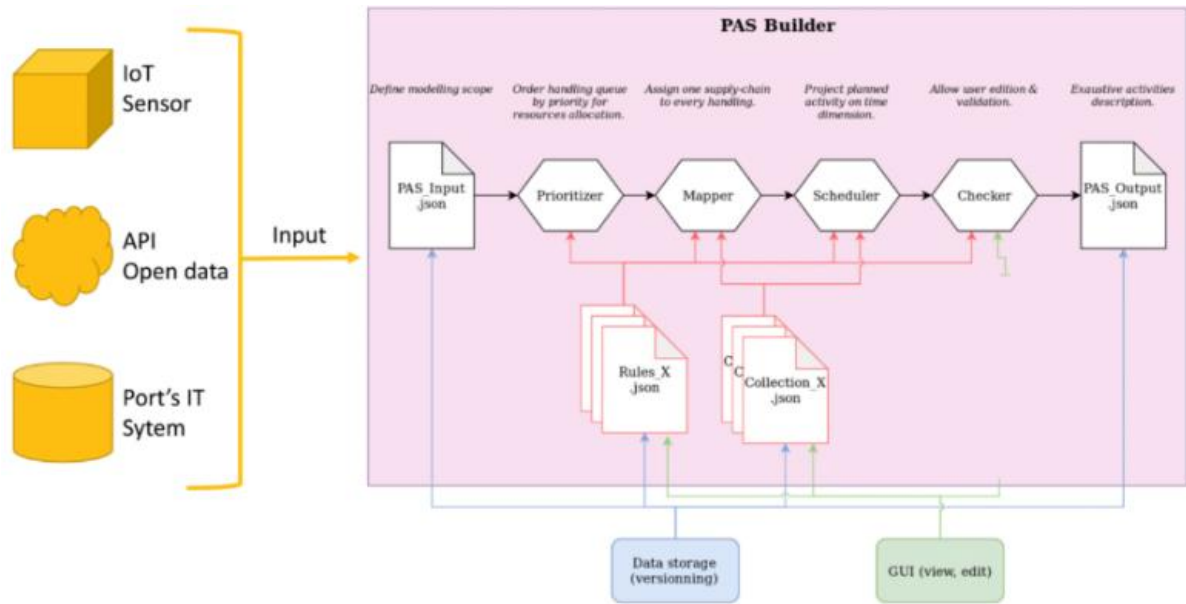 IoT
Sensor
API
Open data
Port's IT
Sytem
Input
PAS Builder
Define modelling scope
Order handling queue
by priority for
resources allocation.
Assign one supply-chain
to every handling.
Project planned
activity on time
dimension.
Allow user edition &
validation.
Exaustive activities
description.
PAS_Input
.json
Prioritizer
Mapper
Scheduler
Checker
PAS_Output
.json
Rules_X
.json
C
C
Collection_X
.json
Data storage
(versionning)
GUI (view, edit)